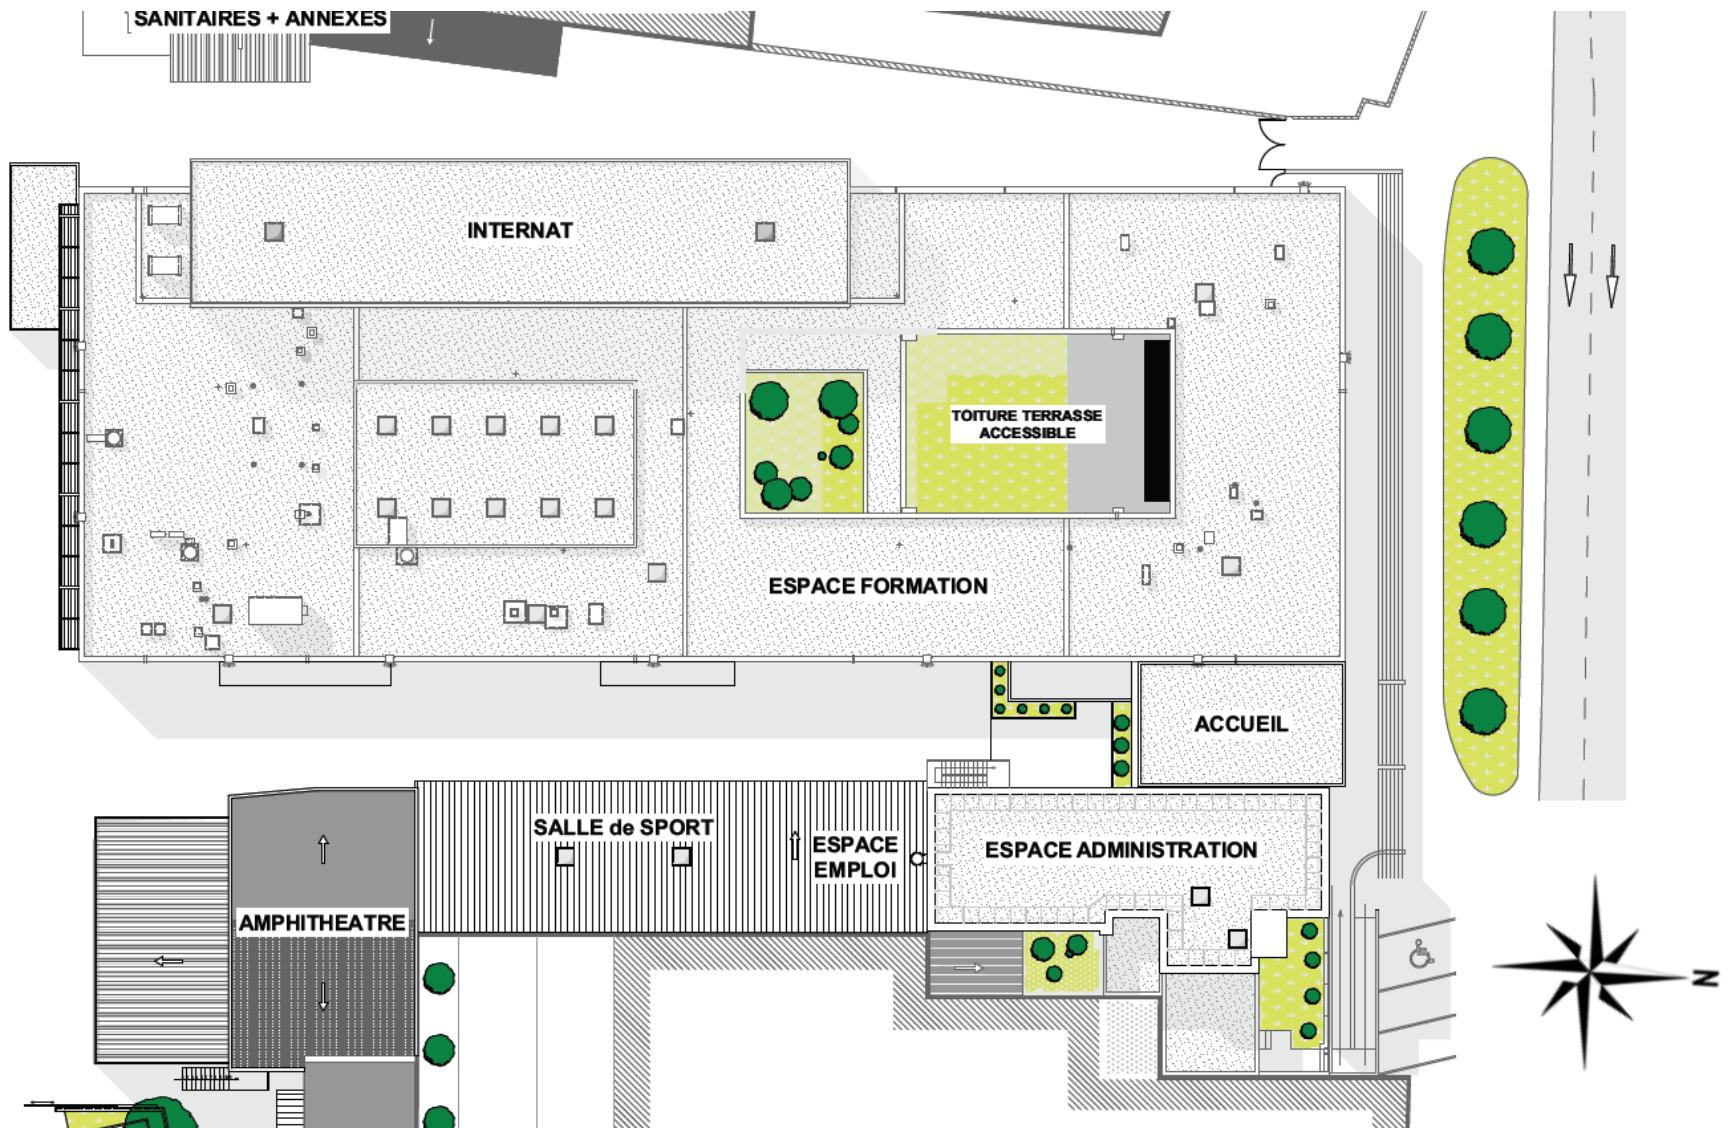 SANITAIRES + ANNEXES
INTERNAT
TOITURE TERRASSE
ACCESSIBLE
ESPACE FORMATION
ACCUEIL
SALLE de SPORT
ESPACE
EMPLOI
ESPACE ADMINISTRATION
AMPHITHEATRE
N